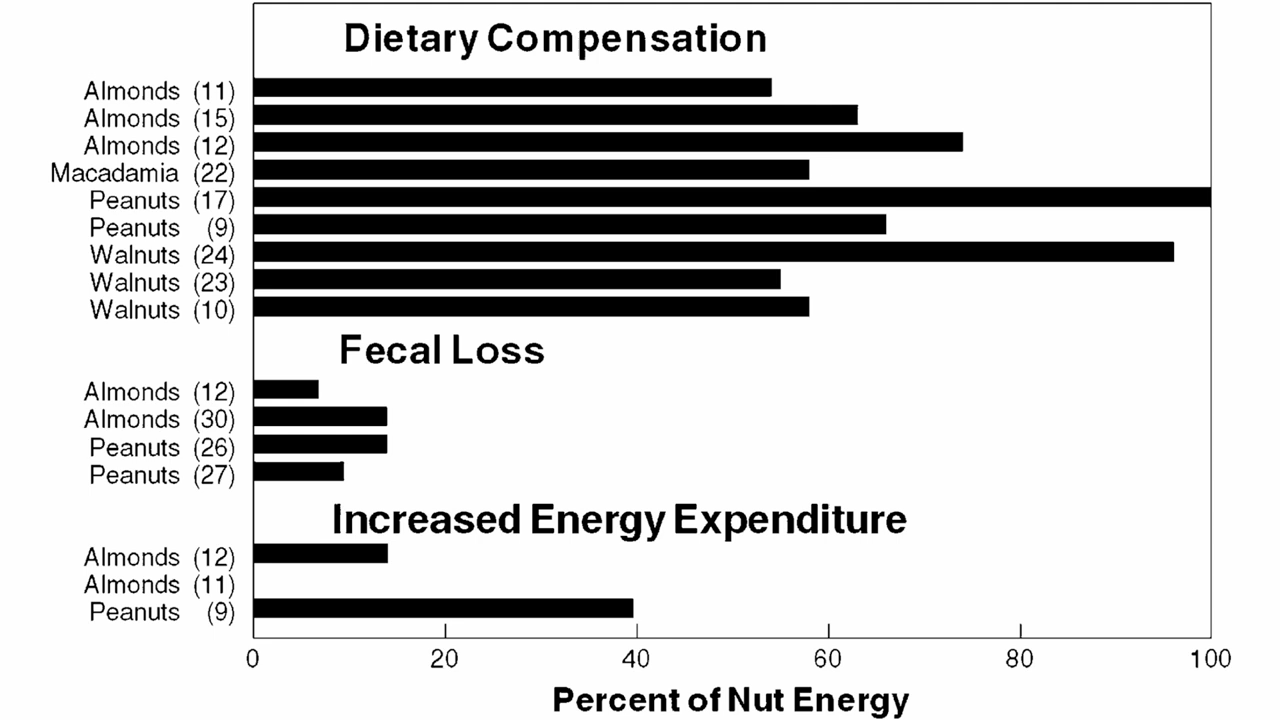 Dietary Compensation
Almonds (11)
Almonds (15)
Almonds (12)
Macadamia (22)
Peanuts (17)
Peanuts (9)
Walnuts (24)
Walnuts (23)
Walnuts (10)
Fecal Loss
Almonds (12)
Almonds (30)
Peanuts (26)
Peanuts (27)
Increased Energy Expenditure
Almonds (12)
Almonds (11)
Peanuts (9)
0 20 40 60 80 100
Percent of Nut Energy